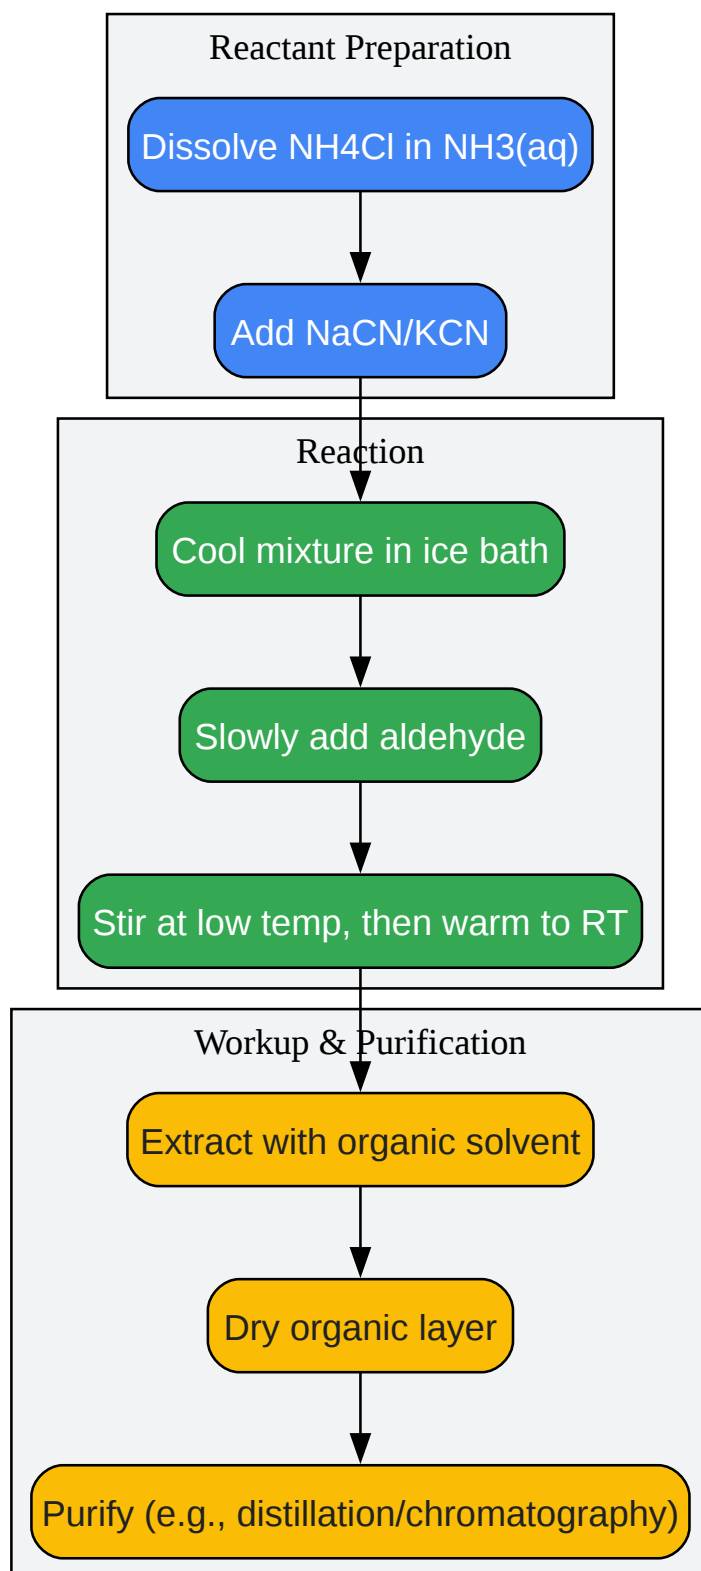 Reactant Preparation
Dissolve NH4Cl in NH3(aq)
Add NaCN/KCN
Reaction
Cool mixture in ice bath
Slowly add aldehyde
Stir at low temp, then warm to RT
Workup & Purification
Extract with organic solvent
Dry organic layer
Purify (e.g., distillation/chromatography)